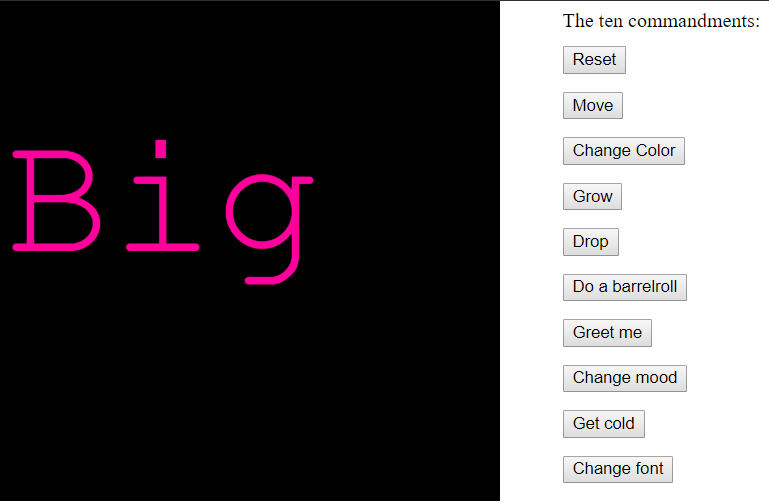 Big
The ten commandments:
Reset
Move
Change Color
Grow
Drop
Do a barrelroll
Greet me
Change mood
Get cold
Change font